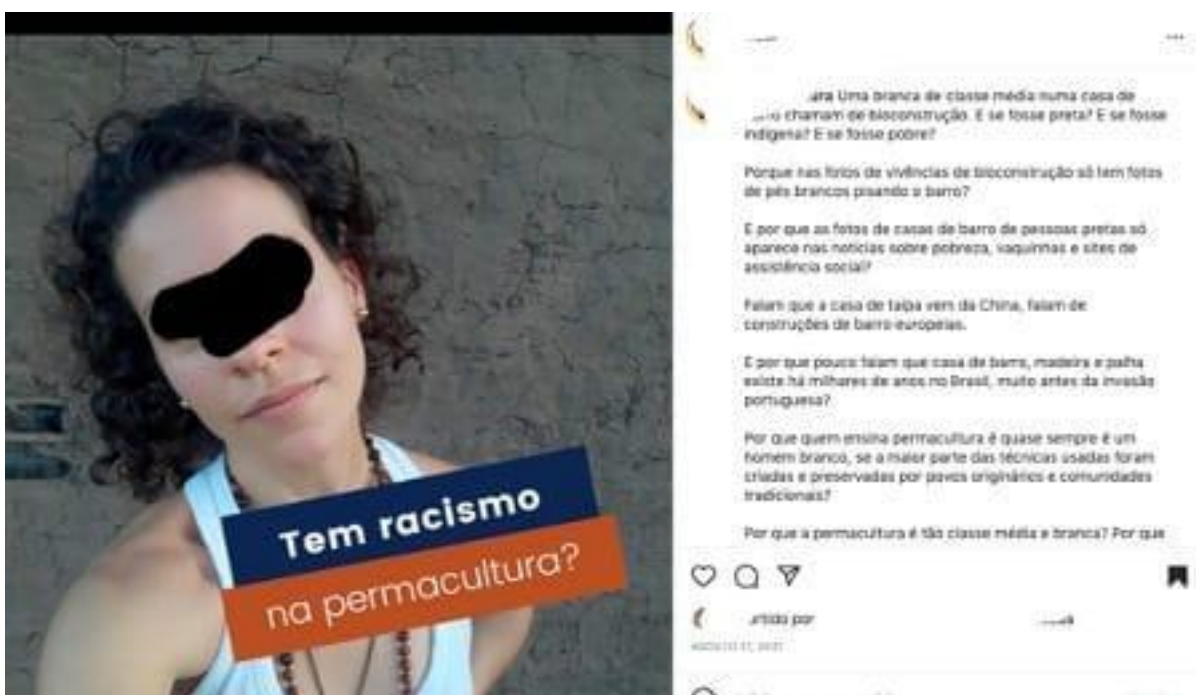 Tem racismo
na permacultura?
Uma branca de classe média numa casa de
chamam de bioconstrução. E se fosse preta? E se fosse
indígena? E se fosse pobre?
Porque nas fotos de vivências de bioconstrução só tem fotos
de pés brancos pisando o barro?
E por que as fotos de casas de barro de pessoas pretas só
aparece nas notícias sobre pobreza, vaquinhas e sites de
assistência social?
Falam que a casa de taipa vem da China, falam de
construções de barro europeias.
E por que pouco falam que casa de barro, madeira e palha
existe há milhares de anos no Brasil, muito antes da invasão
portuguesa?
Por que quem ensina permacultura é quase sempre é um
homem branco, se a maior parte das técnicas usadas foram
criadas e preservadas por povos originários e comunidades
tradicionais?
Por que a permacultura é tão classe média e branca? Por que
por